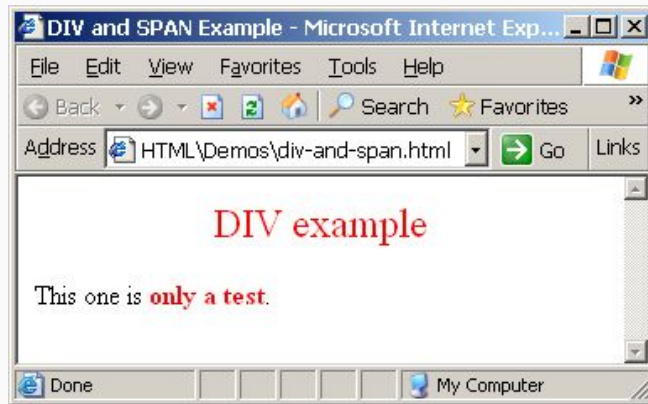 DIV and SPAN Example - Microsoft Internet Exp...
File Edit View Favorites Tools Help
Back Search Favorites »
Address HTML\Demos\div-and-span.html Go Links
DIV example
This one is only a test.
Done My Computer